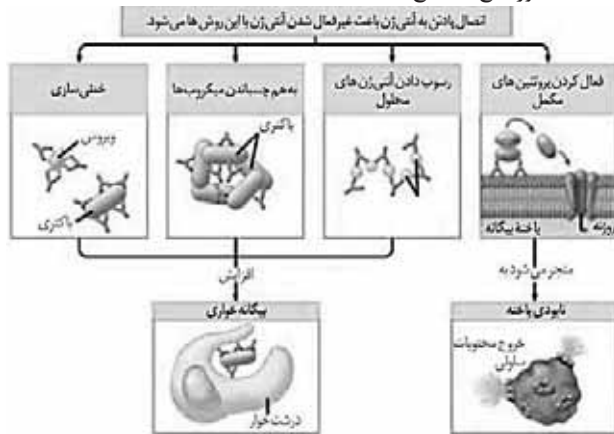 اتصال پادتن به آنتی‌ژن باعث غیرفعال شدن آنتی‌ژن با این روش‌ها می‌شود.
خنثی‌سازی
به هم چسباندن میکروب‌ها
رسوب دادن آنتی‌ژن‌های
محلول
فعال کردن پروتئین‌های
مکمل
ویروس
باکتری
باکتری
روزنه
یاختهٔ بیگانه
افزایش
منجر می‌شود به
بیگانه‌خواری
نابودی یاخته
درشت‌خوار
خروج محتویات
سلولی